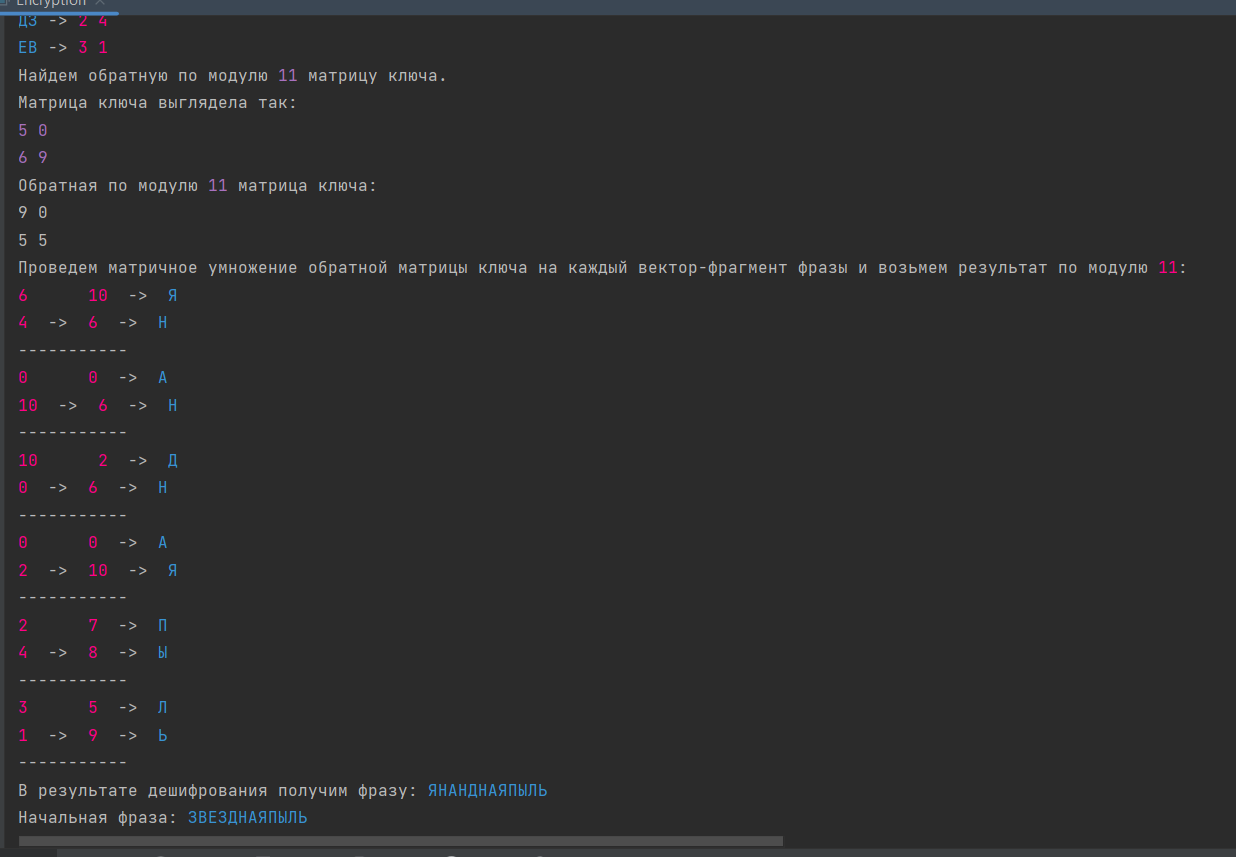 Encryption
ДЗ -> 2 4
ЕВ -> 3 1
Найдем обратную по модулю 11 матрицу ключа.
Матрица ключа выглядела так:
5 0
6 9
Обратная по модулю 11 матрица ключа:
9 0
5 5
Проведем матричное умножение обратной матрицы ключа на каждый вектор-фрагмент фразы и возьмем результат по модулю 11:
6      10  ->  Я
4  ->  6  ->  Н
-----------
0      0  ->  А
10  ->  6  ->  Н
-----------
10      2  ->  Д
0  ->  6  ->  Н
-----------
0      0  ->  А
2  ->  10  ->  Я
-----------
2      7  ->  П
4  ->  8  ->  Ы
-----------
3      5  ->  Л
1  ->  9  ->  Ь
-----------
В результате дешифрования получим фразу: ЯНАНДНАЯПЫЛЬ
Начальная фраза: ЗВЕЗДНАЯПЫЛЬ